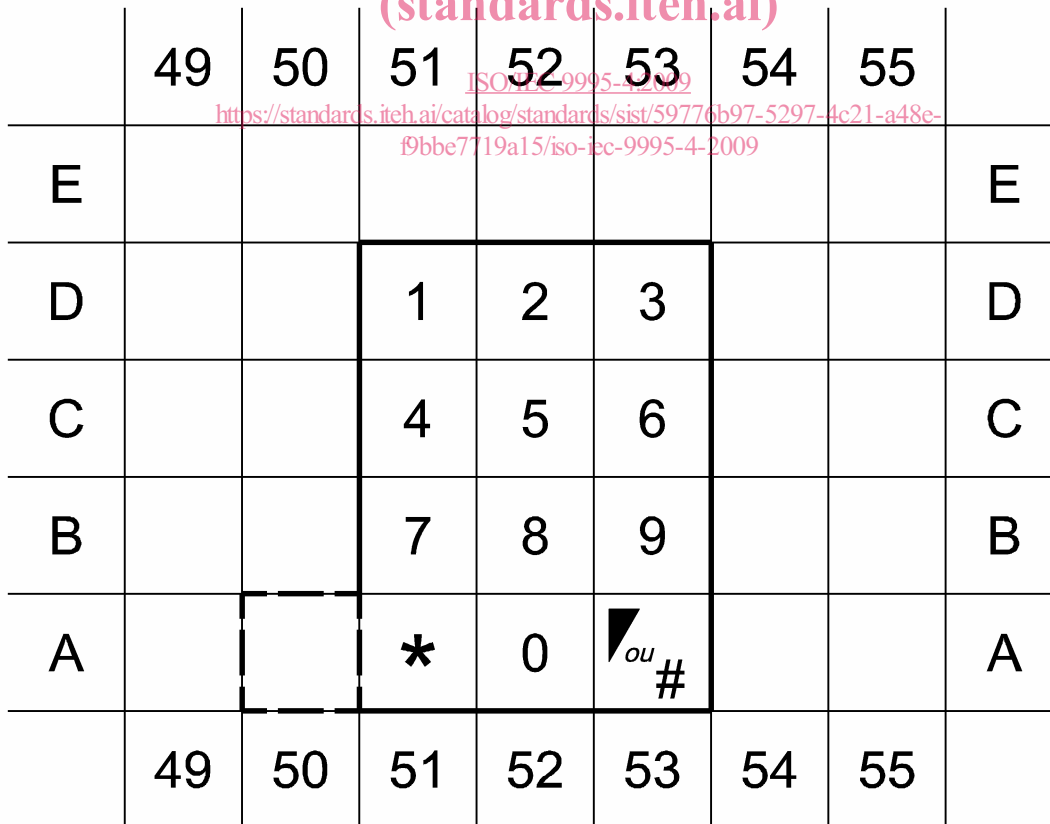 (standards.iteh.ai)
49 50 51 52 53 54 55
ISO/IEC 9995-4:2009
https://standards.iteh.ai/catalog/standards/sist/59776b97-5297-4c21-a48e-
f9bbe7719a15/iso-iec-9995-4-2009
E E
D 1 2 3 D
C 4 5 6 C
B 7 8 9 B
A * 0 ou # A
49 50 51 52 53 54 55